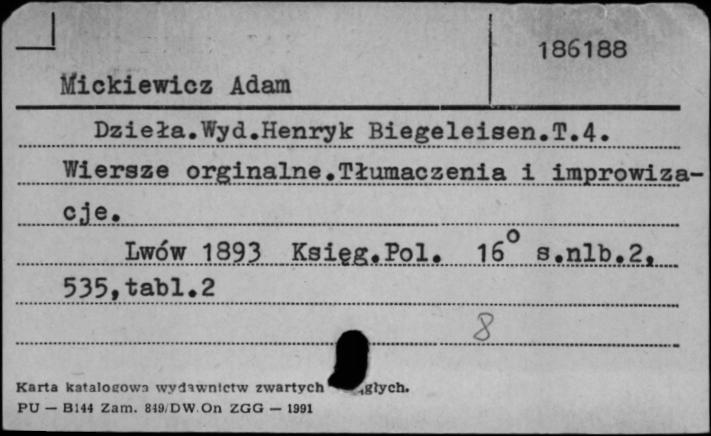 186188
Mickiewicz Adam
Dzieła.Wyd.Henryk Biegeleisen.T.4.
Wiersze orginalne.Tłumaczenia i improwiza-
cje.
Lwów 1893 Księg.Pol. 16° s.nlb.2,
535,tabl.2
8
Karta katalogowa wydawnictw zwartych głych.
PU — B144 Zam. 849/DW.On ZGG — 1991